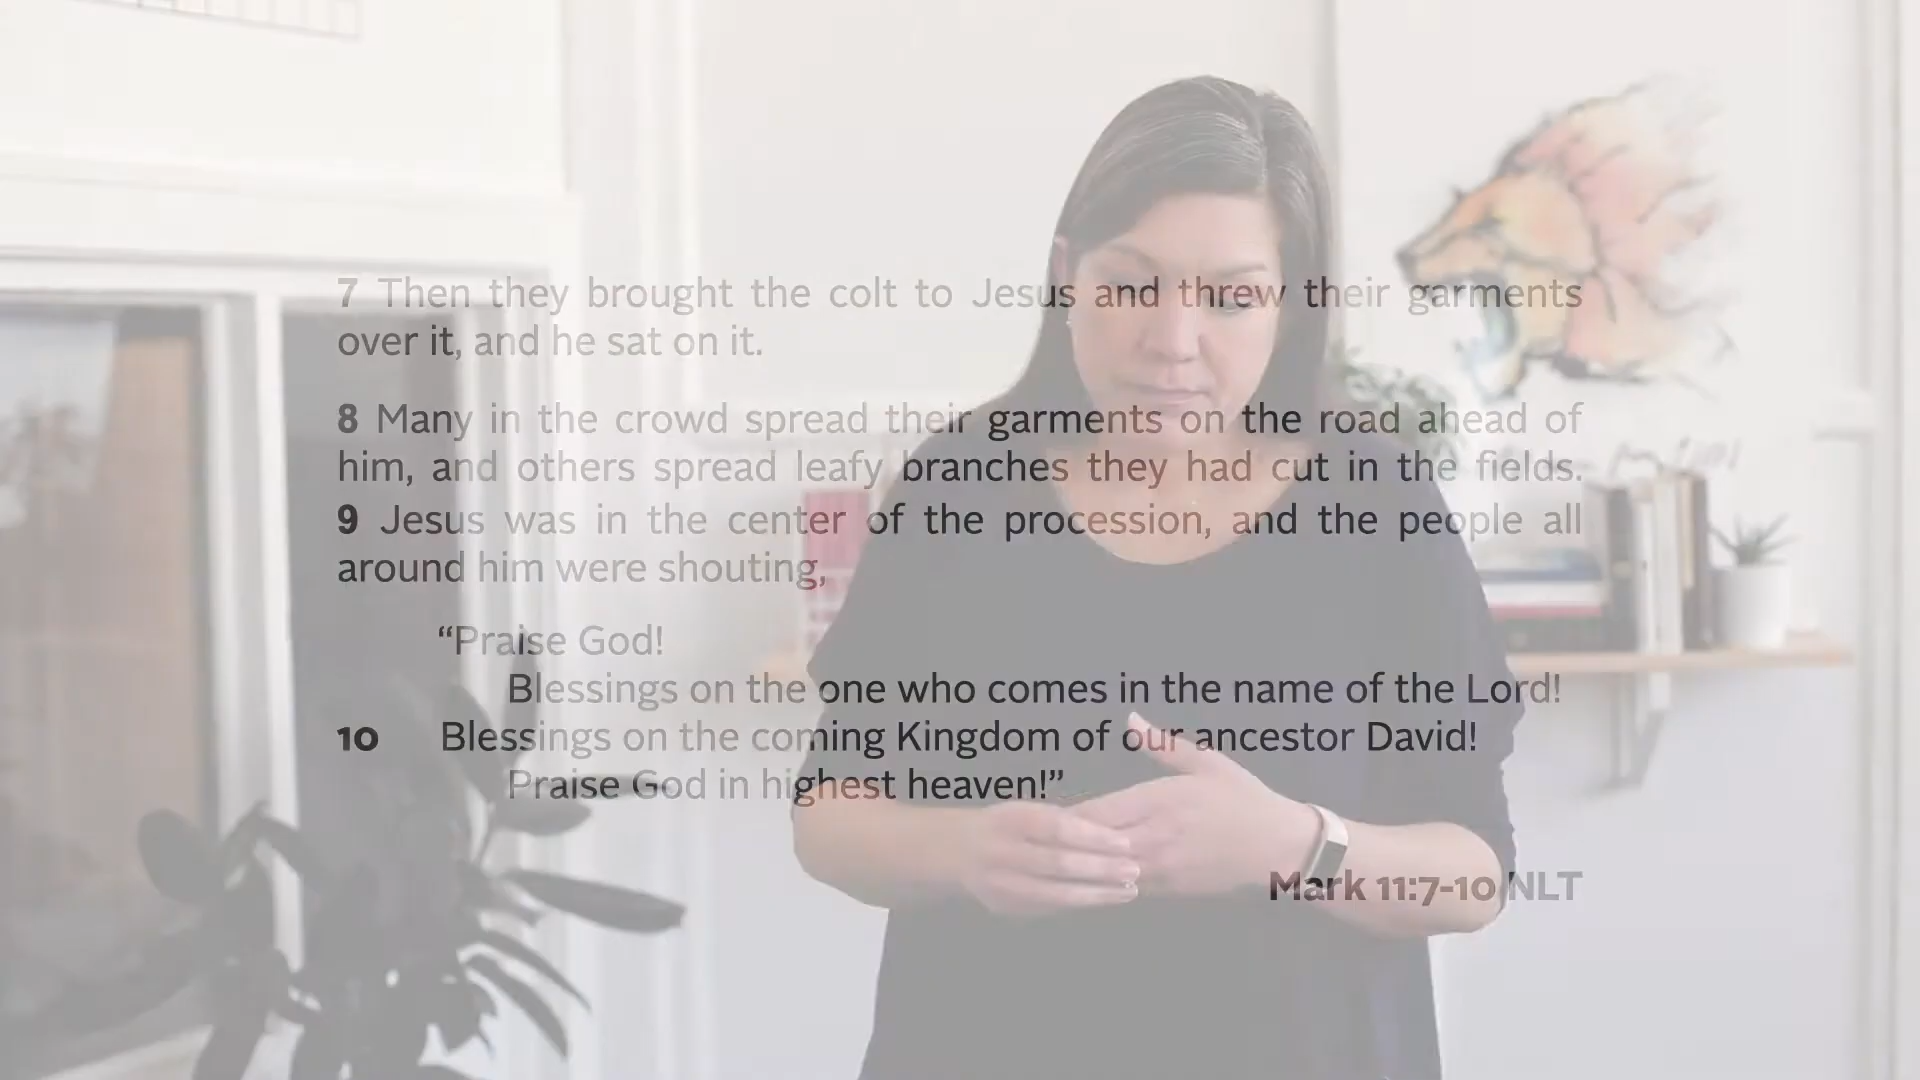 7 Then they brought the colt to Jesus and threw their garments
over it, and he sat on it.
8 Many in the crowd spread their garments on the road ahead of
him, and others spread leafy branches they had cut in the fields.
9 Jesus was in the center of the procession, and the people all
around him were shouting,
“Praise God!
Blessings on the one who comes in the name of the Lord!
10 Blessings on the coming Kingdom of our ancestor David!
Praise God in highest heaven!”
Mark 11:7-10 NLT